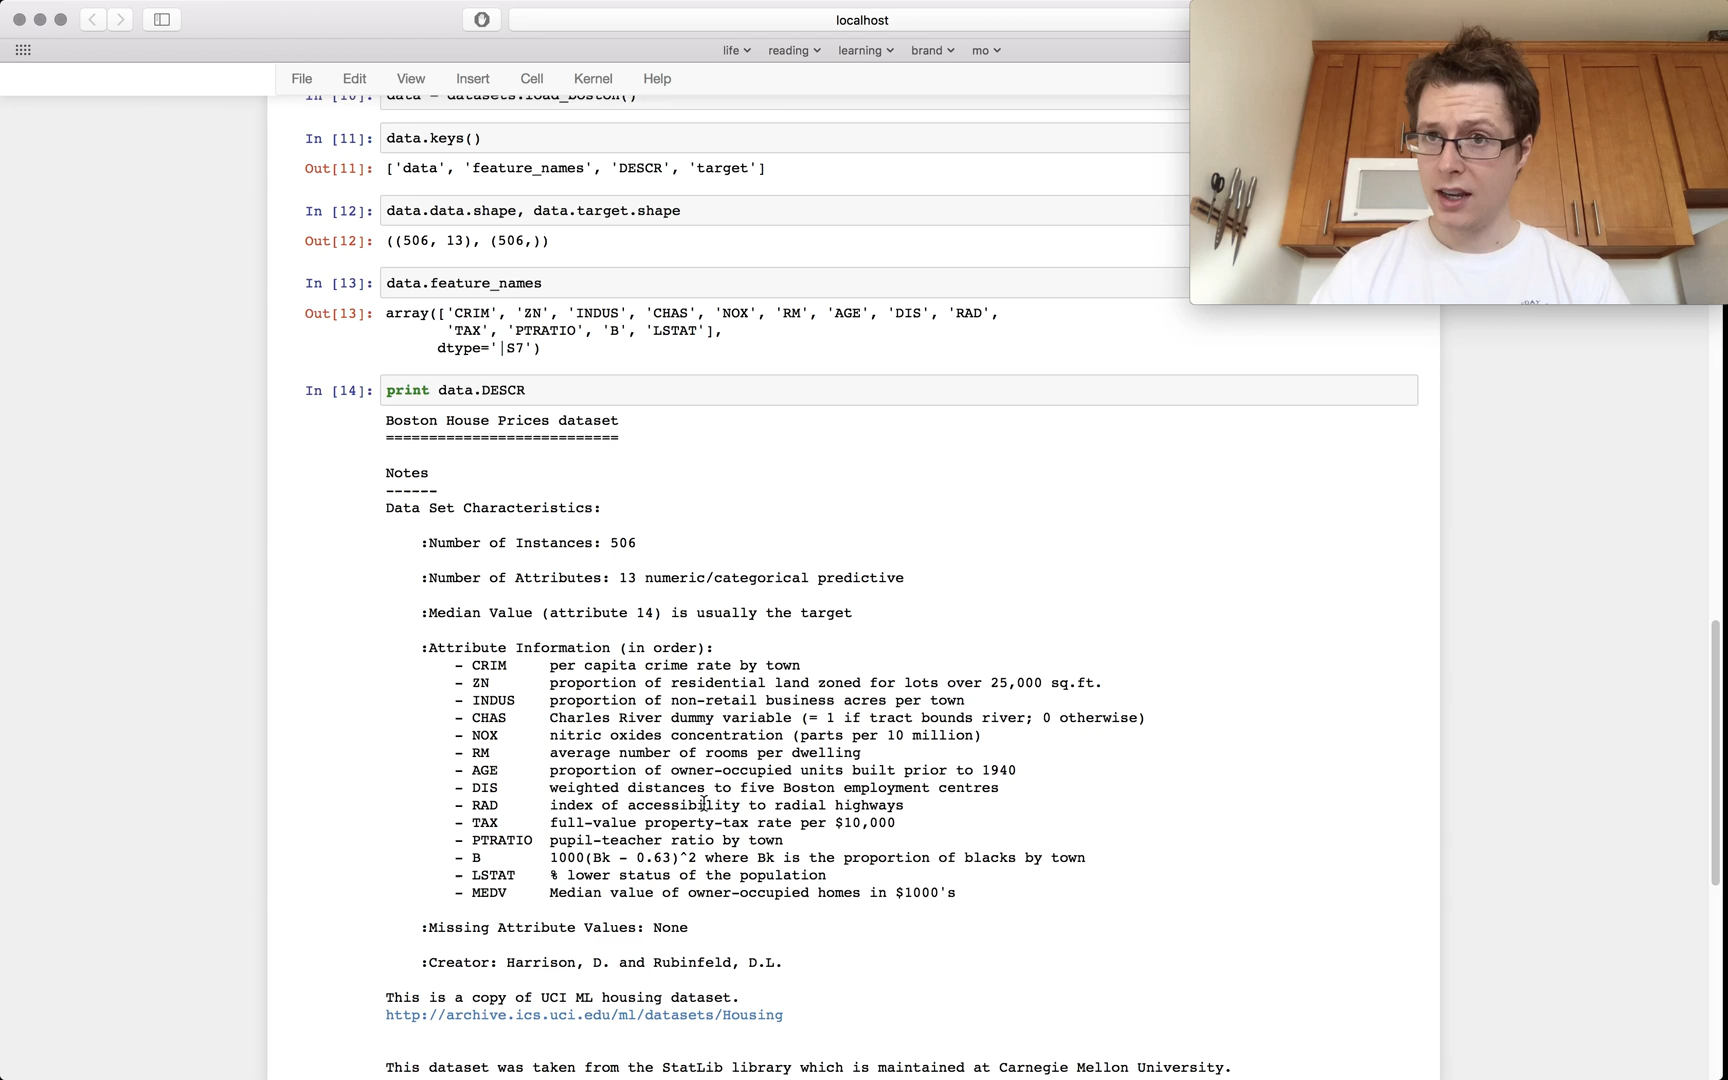 localhost
life reading learning brand mo
File Edit View Insert Cell Kernel Help
In [10]: data = datasets.load_boston()
In [11]: data.keys()
Out[11]: ['data', 'feature_names', 'DESCR', 'target']
In [12]: data.data.shape, data.target.shape
Out[12]: ((506, 13), (506,))
In [13]: data.feature_names
Out[13]: array(['CRIM', 'ZN', 'INDUS', 'CHAS', 'NOX', 'RM', 'AGE', 'DIS', 'RAD',
'TAX', 'PTRATIO', 'B', 'LSTAT'],
dtype='|S7')
In [14]: print data.DESCR
Boston House Prices dataset
===========================
Notes
------
Data Set Characteristics:
:Number of Instances: 506
:Number of Attributes: 13 numeric/categorical predictive
:Median Value (attribute 14) is usually the target
:Attribute Information (in order):
- CRIM per capita crime rate by town
- ZN proportion of residential land zoned for lots over 25,000 sq.ft.
- INDUS proportion of non-retail business acres per town
- CHAS Charles River dummy variable (= 1 if tract bounds river; 0 otherwise)
- NOX nitric oxides concentration (parts per 10 million)
- RM average number of rooms per dwelling
- AGE proportion of owner-occupied units built prior to 1940
- DIS weighted distances to five Boston employment centres
- RAD index of accessibility to radial highways
- TAX full-value property-tax rate per $10,000
- PTRATIO pupil-teacher ratio by town
- B 1000(Bk - 0.63)^2 where Bk is the proportion of blacks by town
- LSTAT % lower status of the population
- MEDV Median value of owner-occupied homes in $1000's
:Missing Attribute Values: None
:Creator: Harrison, D. and Rubinfeld, D.L.
This is a copy of UCI ML housing dataset.
http://archive.ics.uci.edu/ml/datasets/Housing
This dataset was taken from the StatLib library which is maintained at Carnegie Mellon University.